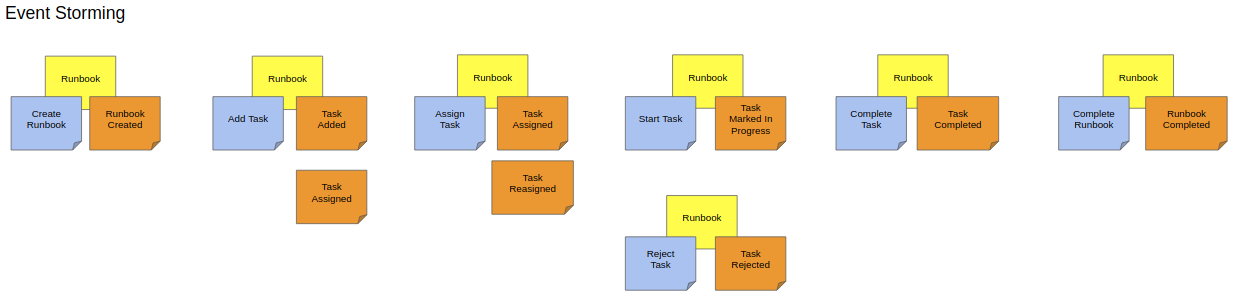 Event Storming
Runbook
Create
Runbook
Runbook
Created
Runbook
Add Task
Task
Added
Task
Assigned
Runbook
Assign
Task
Task
Assigned
Task
Reasigned
Runbook
Start Task
Task
Marked In
Progress
Runbook
Reject
Task
Task
Rejected
Runbook
Complete
Task
Task
Completed
Runbook
Complete
Runbook
Runbook
Completed